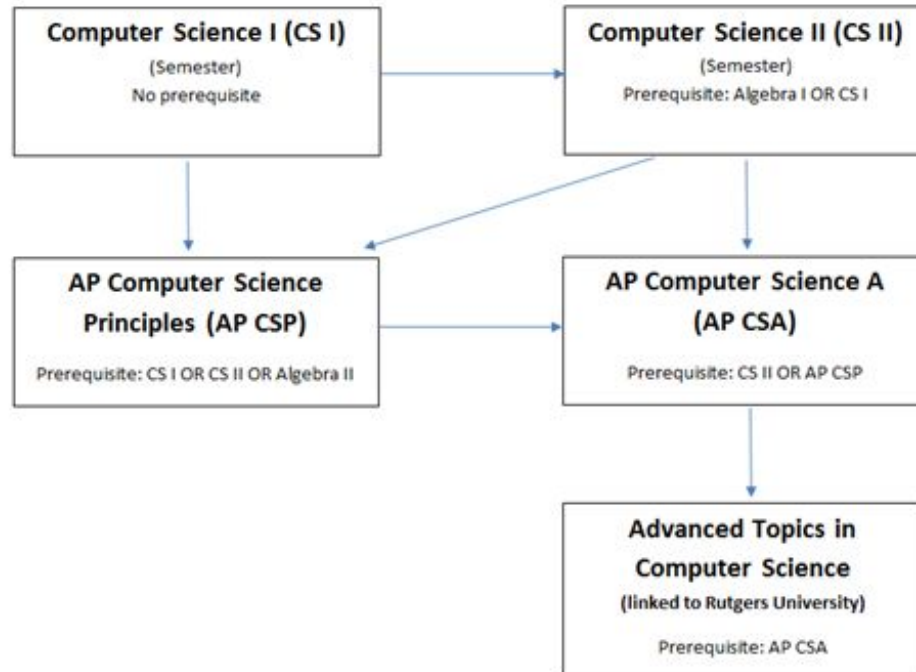 Computer Science I (CS I)
(Semester)
No prerequisite
Computer Science II (CS II)
(Semester)
Prerequisite: Algebra I OR CS I
AP Computer Science
Principles (AP CSP)
Prerequisite: CS I OR CS II OR Algebra II
AP Computer Science A
(AP CSA)
Prerequisite: CS II OR AP CSP
Advanced Topics in
Computer Science
(linked to Rutgers University)
Prerequisite: AP CSA